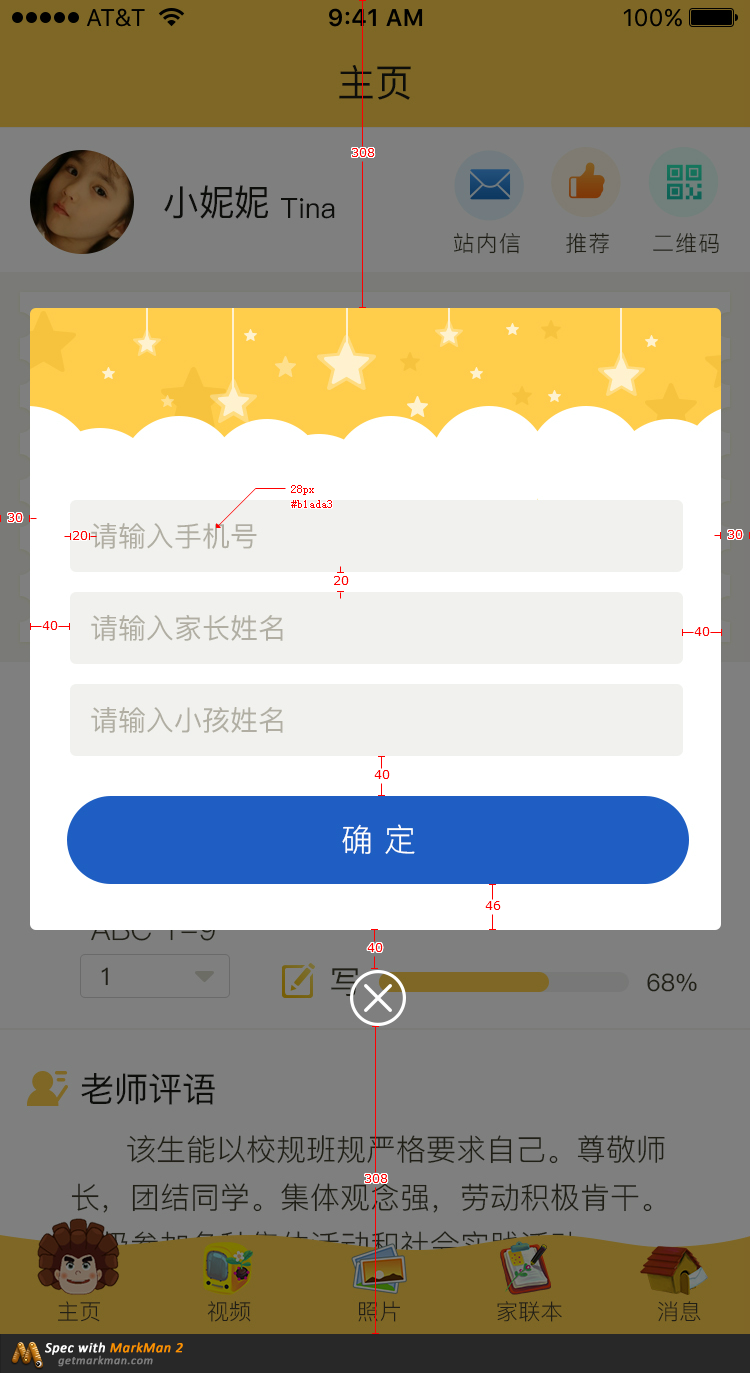 AT&T 9:41 AM 100%
主页
308
小妮妮 Tina
站内信 推荐 二维码
28px
#b1ada3
30
20
请输入手机号
30
20
40
请输入家长姓名
40
请输入小孩姓名
40
确 定
46
40
1
写
68%
老师评语
该生能以校规班规严格要求自己。尊敬师
长，团结同学。集体观念强，劳动积极肯干。
308
主页 视频 照片 家联本 消息
Spec with MarkMan 2
getmarkman.com